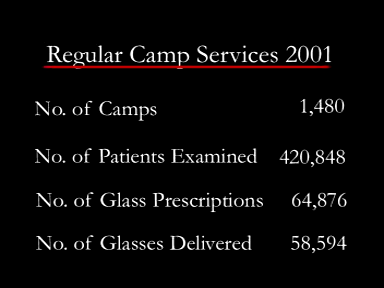 Regular Camp Services 2001
No. of Camps 1,480
No. of Patients Examined 420,848
No. of Glass Prescriptions 64,876
No. of Glasses Delivered 58,594